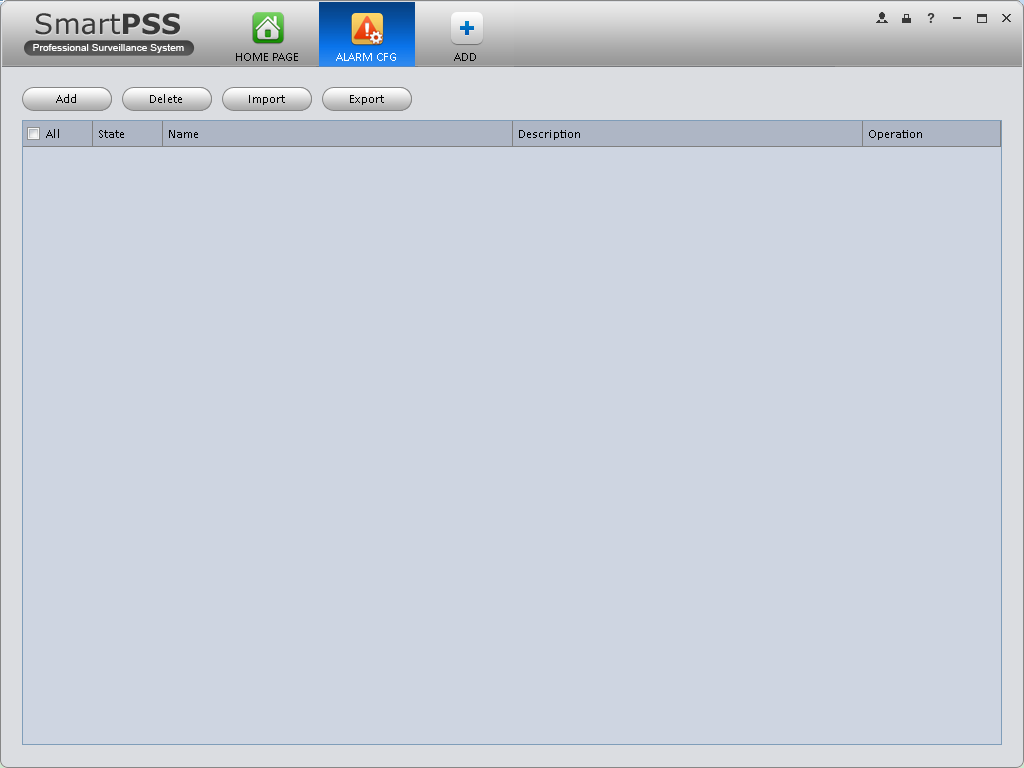 SmartPSS
Professional Surveillance System
HOME PAGE
ALARM CFG
ADD
?
Add
Delete
Import
Export
All
State
Name
Description
Operation